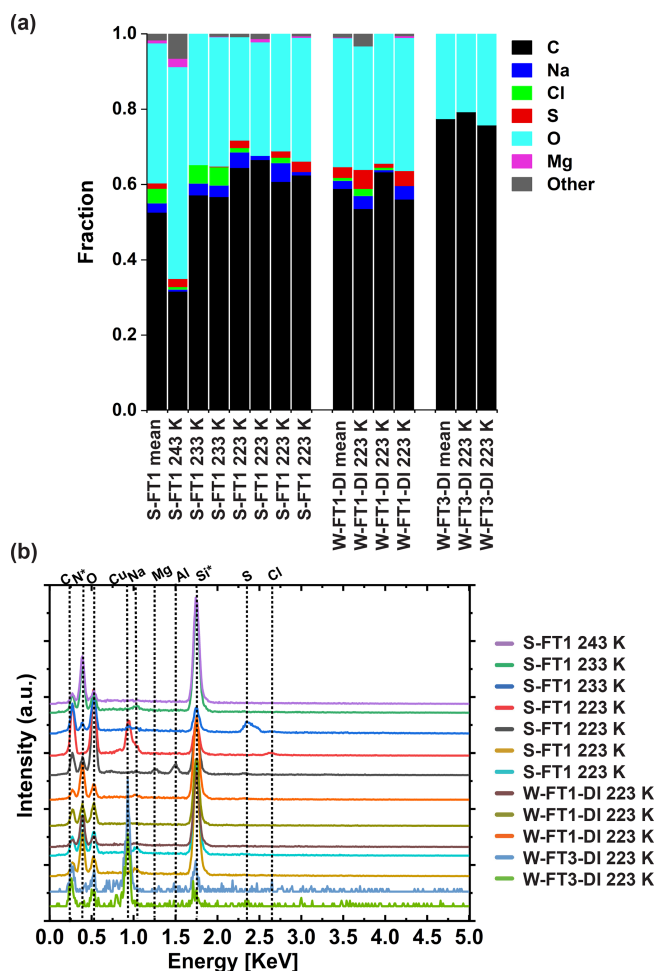 (a)
1.0
0.8
0.6
0.4
0.2
0.0
Fraction
C
Na
Cl
S
O
Mg
Other
S-FT1 mean
S-FT1 243 K
S-FT1 233 K
S-FT1 233 K
S-FT1 223 K
S-FT1 223 K
S-FT1 223 K
S-FT1 223 K
W-FT1-DI mean
W-FT1-DI 223 K
W-FT1-DI 223 K
W-FT1-DI 223 K
W-FT3-DI mean
W-FT3-DI 223 K
W-FT3-DI 223 K
(b)
C N* O Cu Na Mg Al Si* S Cl
Intensity (a.u.)
S-FT1 243 K
S-FT1 233 K
S-FT1 233 K
S-FT1 223 K
S-FT1 223 K
S-FT1 223 K
S-FT1 223 K
W-FT1-DI 223 K
W-FT1-DI 223 K
W-FT1-DI 223 K
W-FT3-DI 223 K
W-FT3-DI 223 K
0.0 0.5 1.0 1.5 2.0 2.5 3.0 3.5 4.0 4.5 5.0
Energy [KeV]